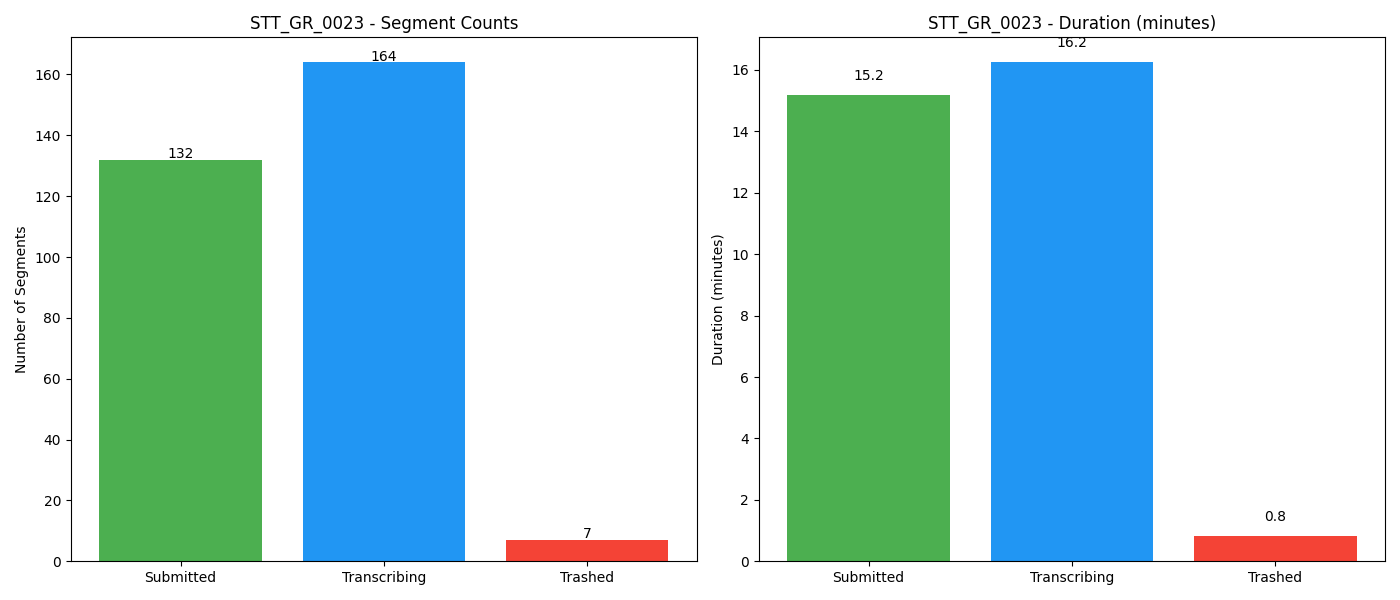 STT_GR_0023 - Segment Counts
Number of Segments
160
140
120
100
80
60
40
20
0
132
164
7
Submitted
Transcribing
Trashed
STT_GR_0023 - Duration (minutes)
Duration (minutes)
16
14
12
10
8
6
4
2
0
15.2
16.2
0.8
Submitted
Transcribing
Trashed